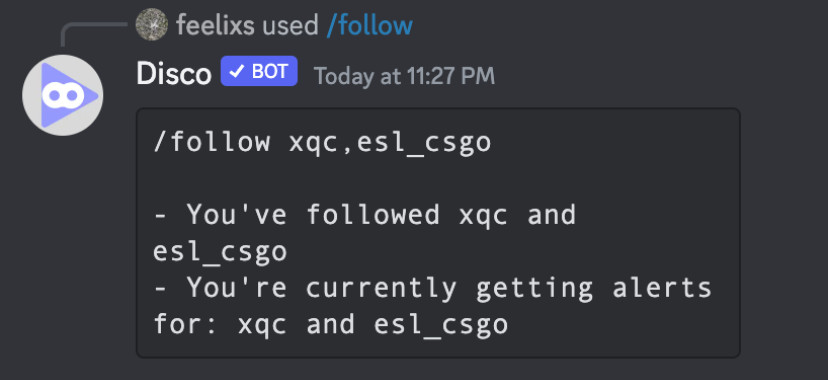 feelixs used /follow
Disco ✓ BOT Today at 11:27 PM
/follow xqc,esl_csgo
- You've followed xqc and
esl_csgo
- You're currently getting alerts
for: xqc and esl_csgo